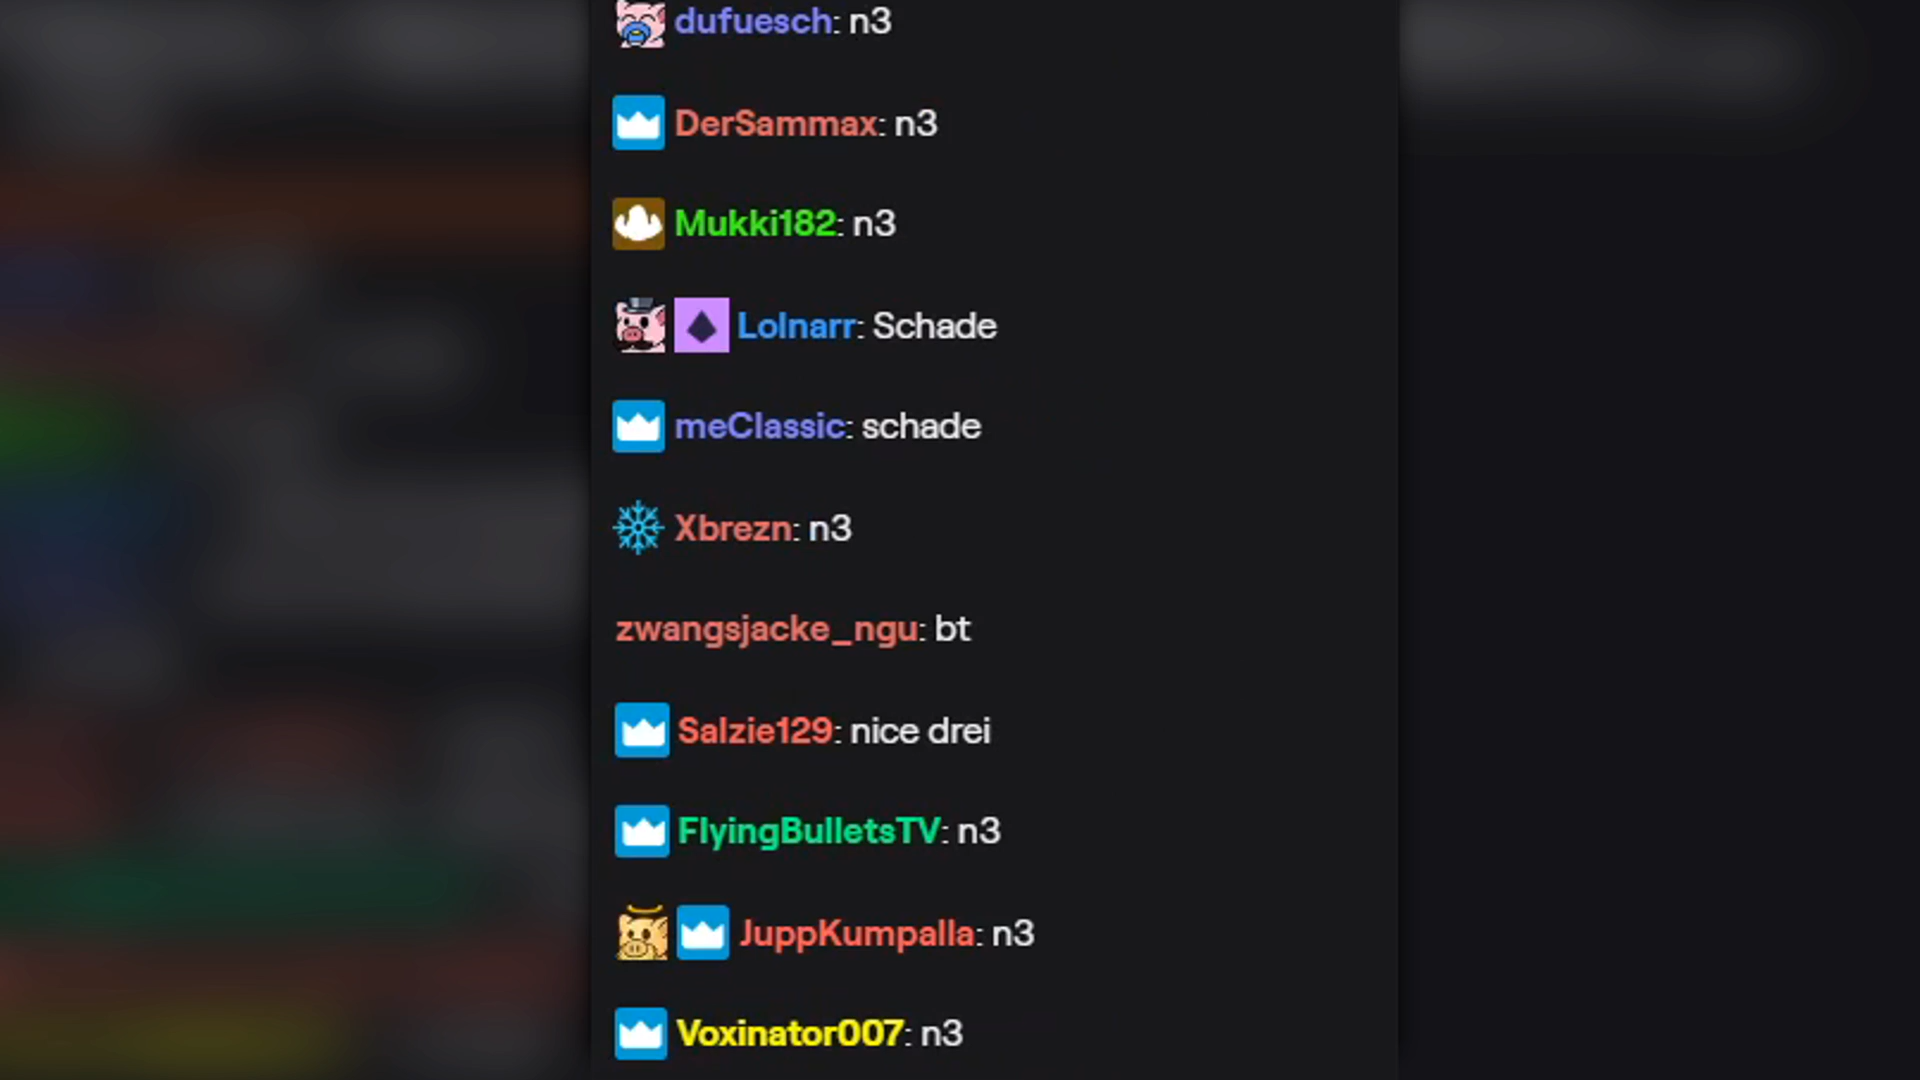 dufuesch: n3
DerSammax: n3
Mukki182: n3
Lolnarr: Schade
meClassic: schade
Xbrezn: n3
zwangsjacke_ngu: bt
Salzie129: nice drei
FlyingBulletsTV: n3
JuppKumpalla: n3
Voxinator007: n3